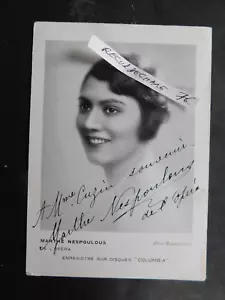 A Mme Cuzin souvenir
Marthe Nespoulous
de l'Opéra
MARTHE NESPOULOUS
DE L'OPÉRA
ENREGISTRE SUR DISQUES "COLUMBIA"